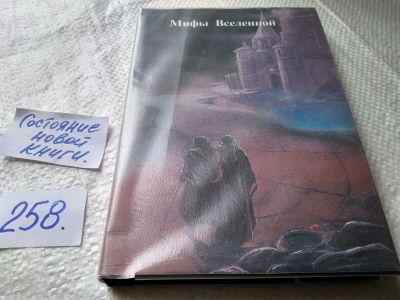 Мифы Вселенной
Состояние
новой
книги.
258.